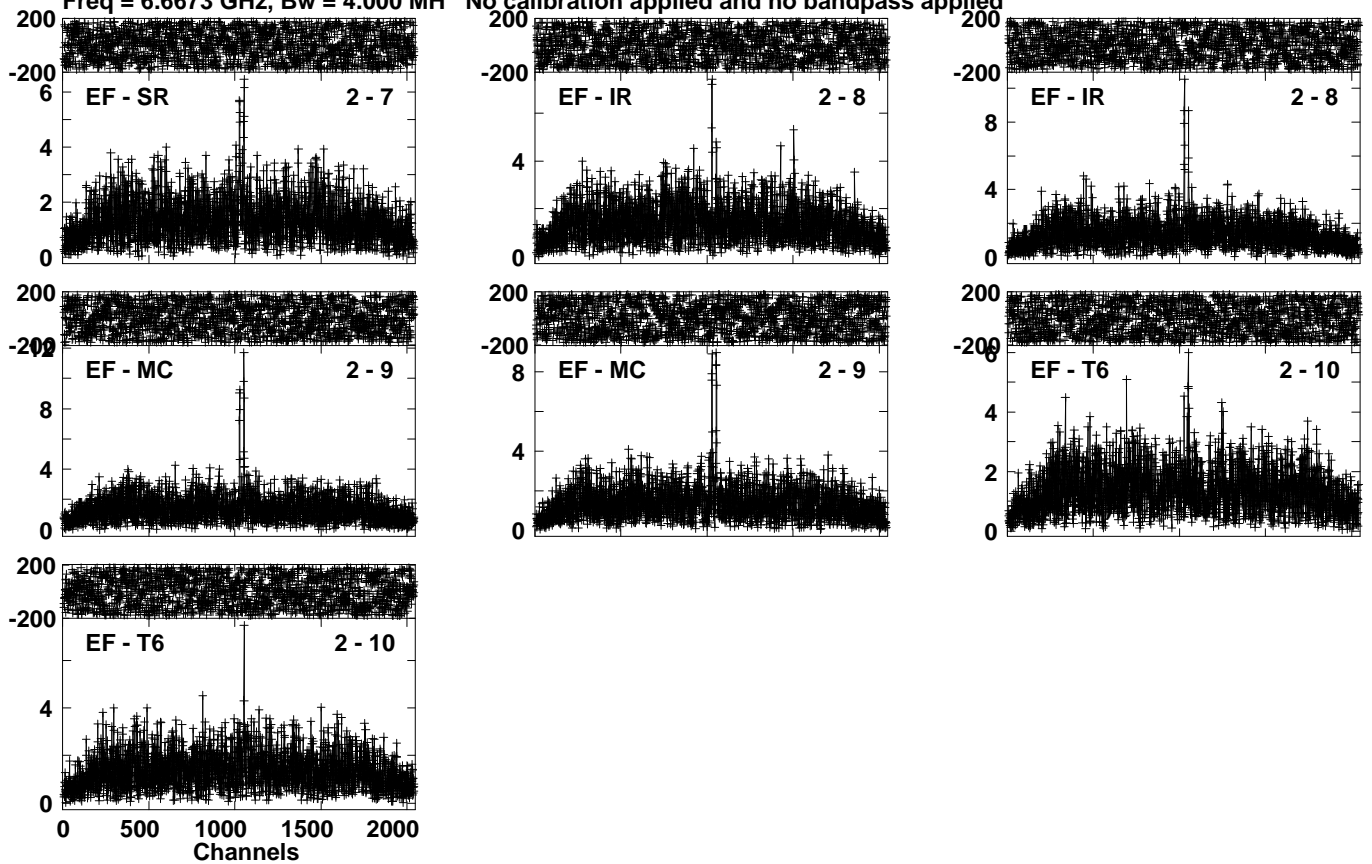 Freq = 6.6673 GHz, Bw = 4.000 MH No calibration applied and no bandpass applied
200 200 200
-200 -200 -200
EF - SR 2 - 7 EF - IR 2 - 8 EF - IR 2 - 8
6
4 4 8
2 4
0 0 0
200 200 200
-200 -200 -200
12 6
EF - MC 2 - 9 EF - MC 2 - 9 EF - T6 2 - 10
8 8 4
4 4 2
0 0 0
200
-200
EF - T6 2 - 10
4
0
0 500 1000 1500 2000
Channels